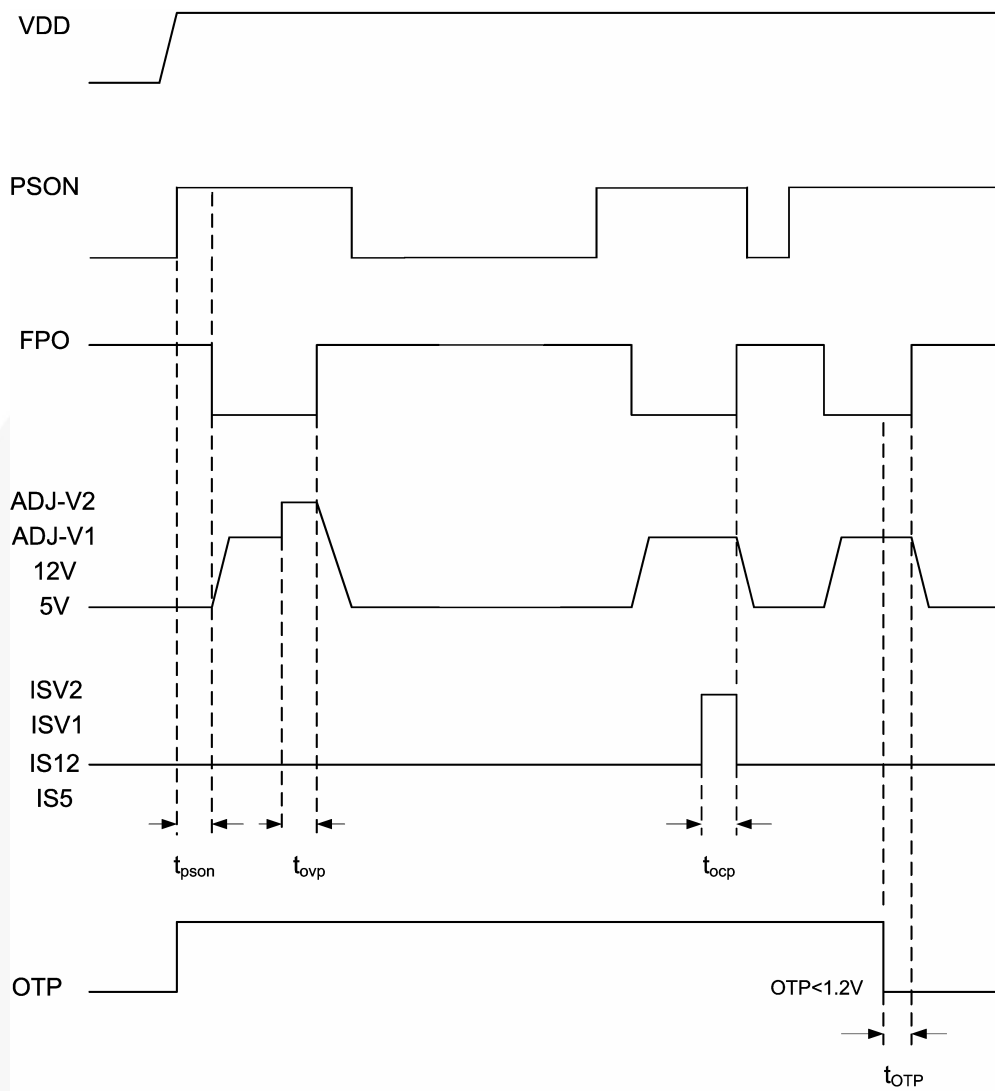 VDD
PSON
FPO
ADJ-V2
ADJ-V1
12V
5V
ISV2
ISV1
IS12
IS5
tpson
tovp
tocp
OTP
OTP<1.2V
tOTP